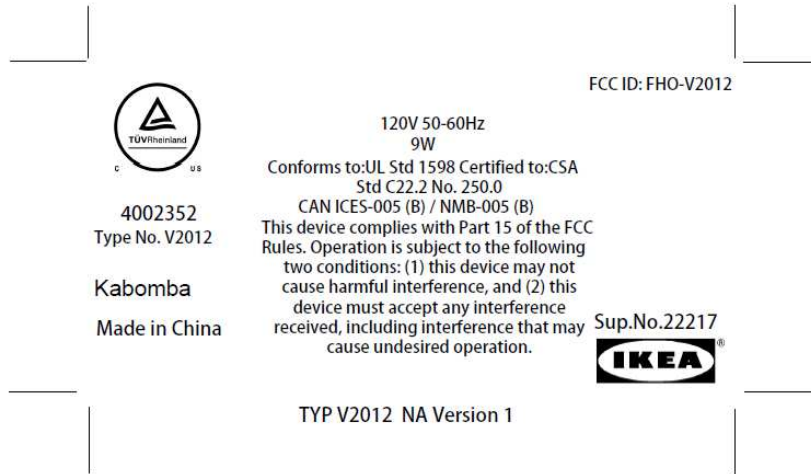 FCC ID: FHO-V2012
TÜVRheinland
C US
4002352
Type No. V2012
Kabomba
Made in China
120V 50-60Hz
9W
Conforms to:UL Std 1598 Certified to:CSA
Std C22.2 No. 250.0
CAN ICES-005 (B) / NMB-005 (B)
This device complies with Part 15 of the FCC
Rules. Operation is subject to the following
two conditions: (1) this device may not
cause harmful interference, and (2) this
device must accept any interference
received, including interference that may
cause undesired operation.
Sup.No.22217
IKEA®
TYP V2012 NA Version 1